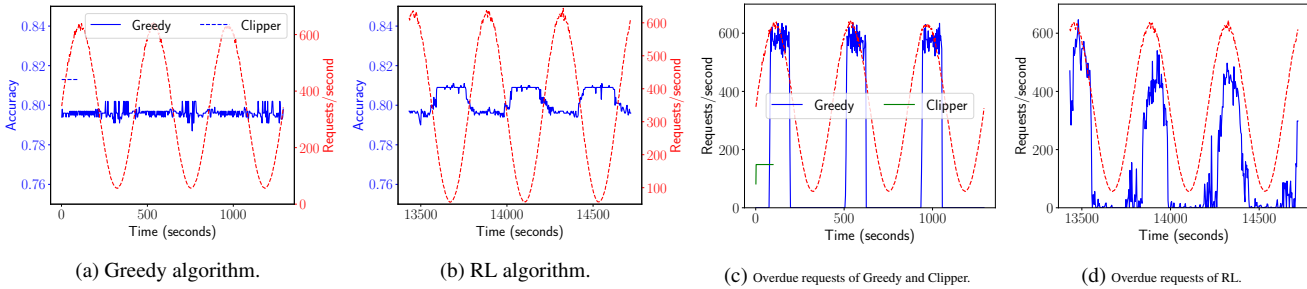 0.84
0.82
0.80
0.78
0.76
Accuracy
Greedy
Clipper
600
400
200
0
Requests/second
0
500
1000
Time (seconds)
(a) Greedy algorithm.
0.84
0.82
0.80
0.78
0.76
Accuracy
600
500
400
300
200
100
Requests/second
13500
14000
14500
Time (seconds)
(b) RL algorithm.
600
400
200
0
Requests/second
Greedy
Clipper
0
500
1000
Time (seconds)
(c) Overdue requests of Greedy and Clipper.
600
400
200
0
Requests/second
13500
14000
14500
Time (seconds)
(d) Overdue requests of RL.